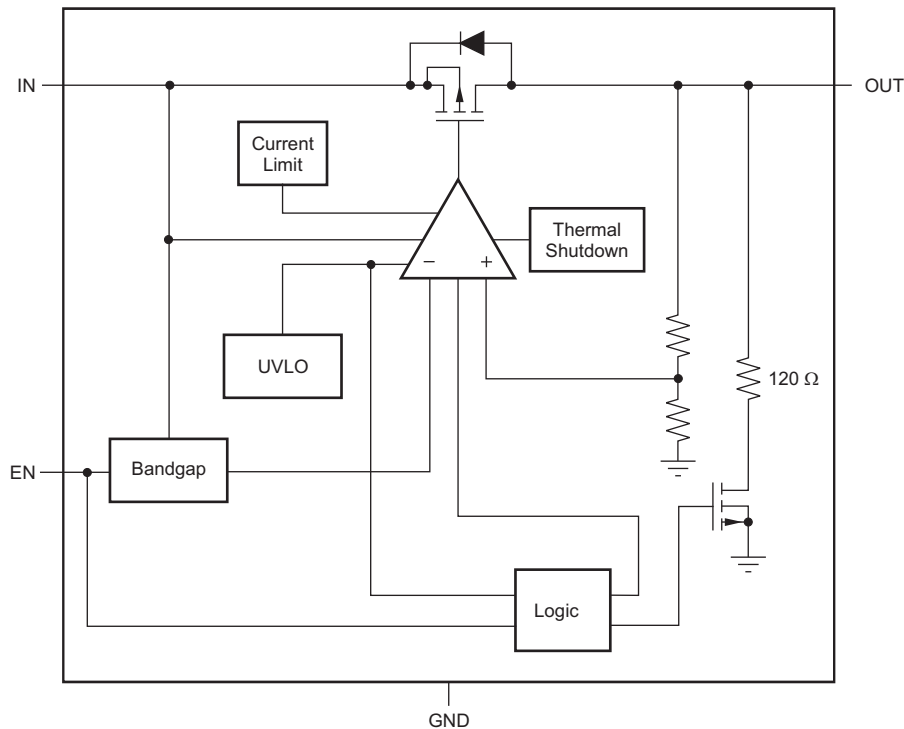 IN
OUT
Current
Limit
Thermal
Shutdown
−
+
UVLO
120 Ω
EN
Bandgap
Logic
GND